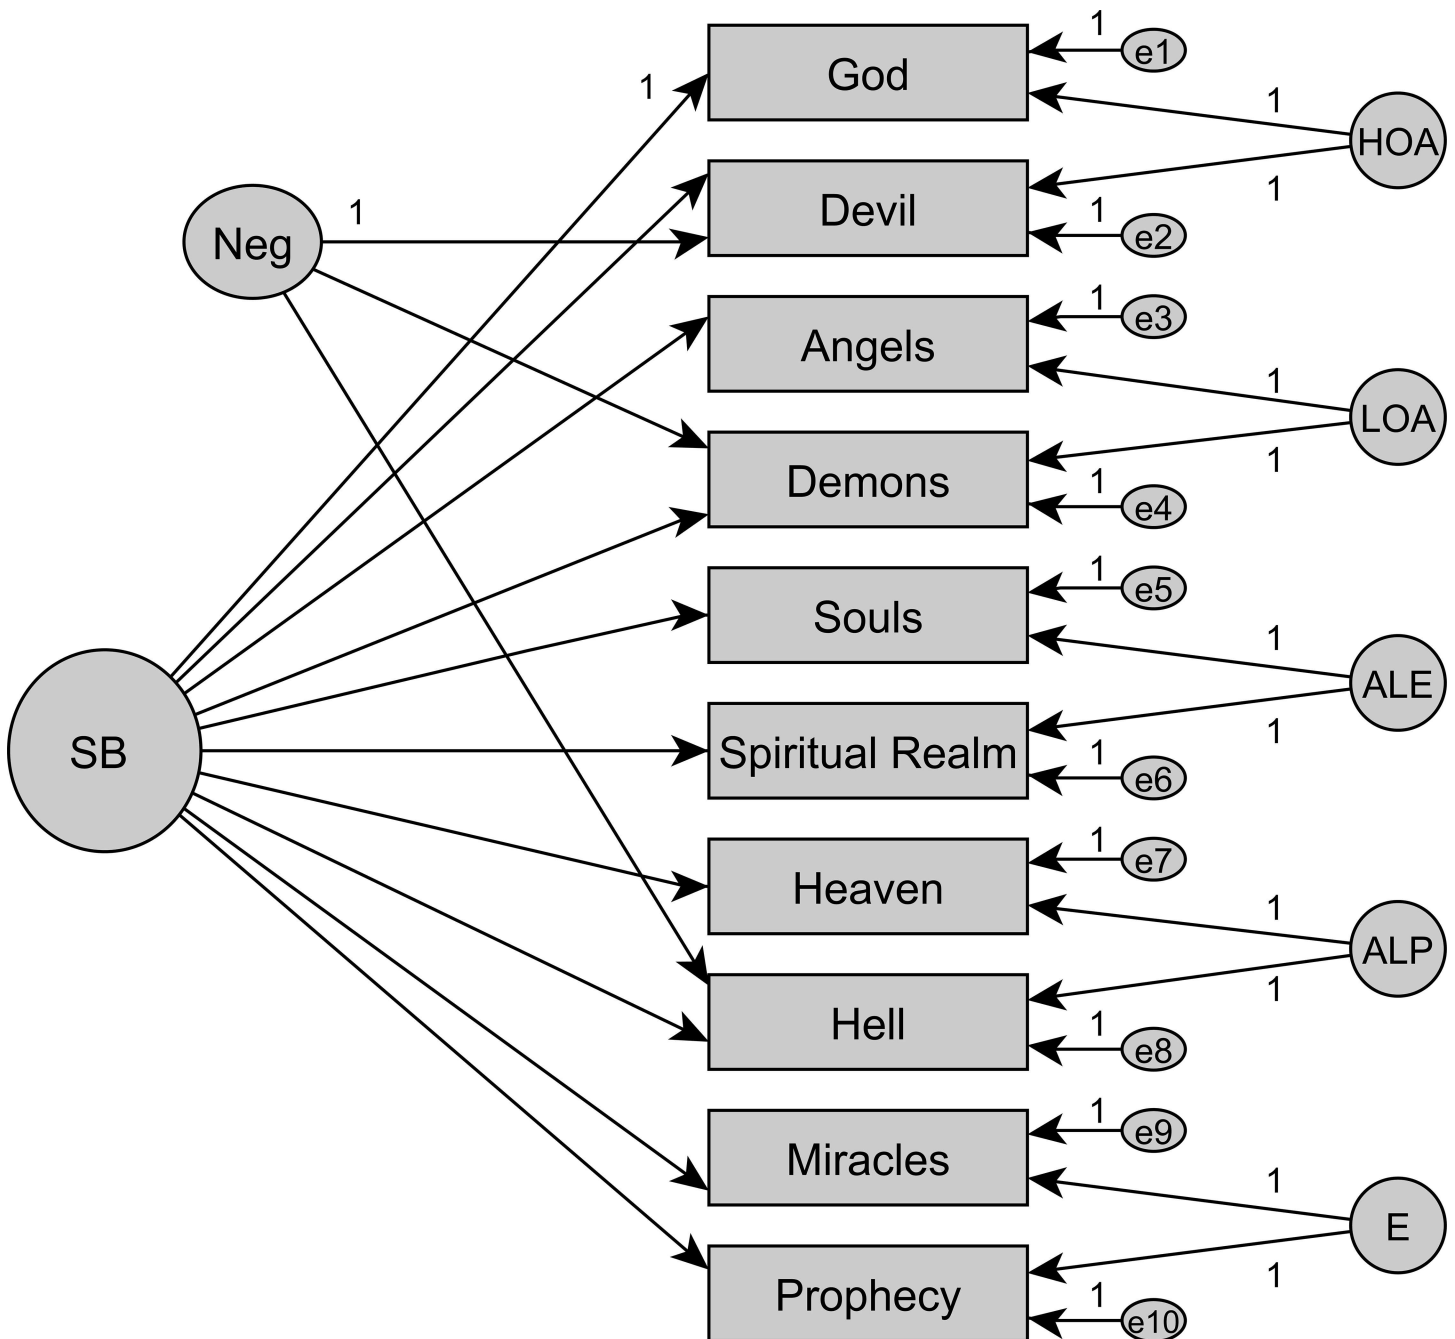 1
e1
God
1
1
HOA
Devil
1
1
e2
Neg
1
1
e3
Angels
1
LOA
Demons
1
1
e4
1
e5
Souls
1
ALE
SB
Spiritual Realm
1
1
e6
1
e7
Heaven
1
ALP
Hell
1
1
e8
1
e9
Miracles
1
E
Prophecy
1
1
e10